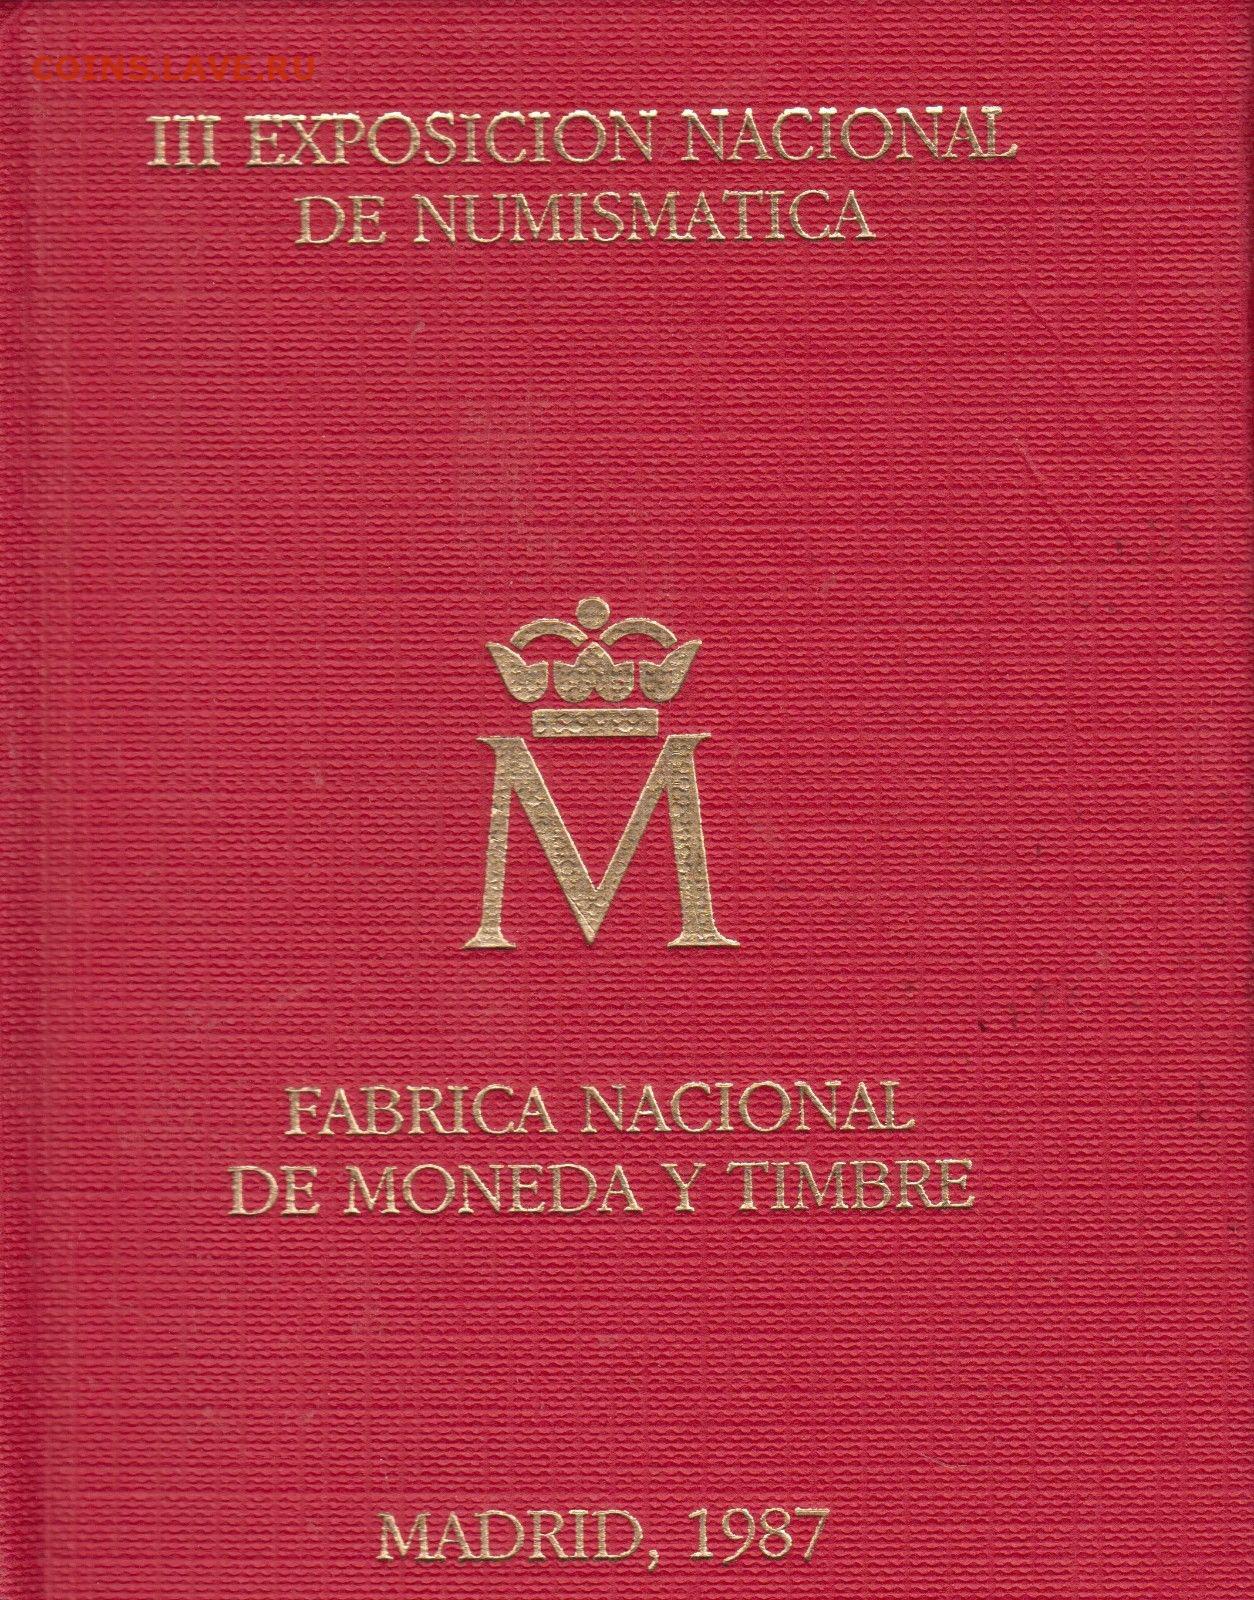 COINS.LAVE.RU
III EXPOSICION NACIONAL
DE NUMISMATICA
M
FABRICA NACIONAL
DE MONEDA Y TIMBRE
MADRID, 1987